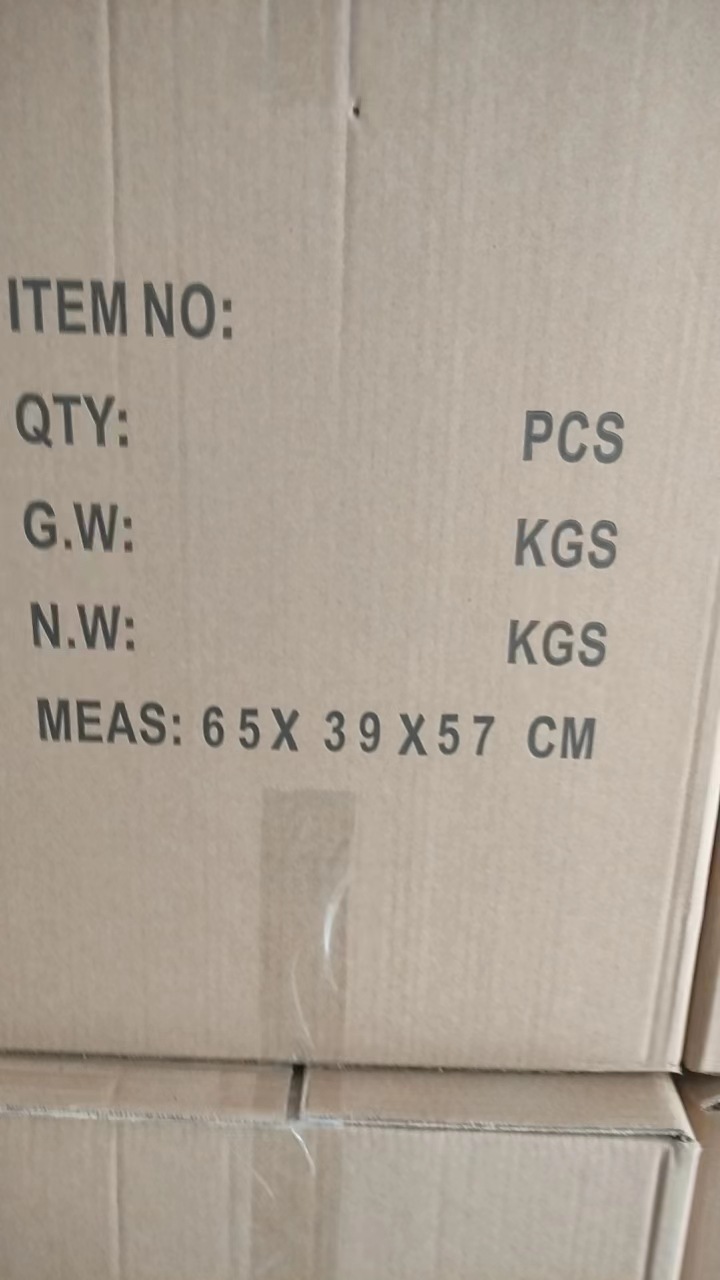 ITEM NO:
QTY: PCS
G.W: KGS
N.W: KGS
MEAS: 65X 39X57 CM